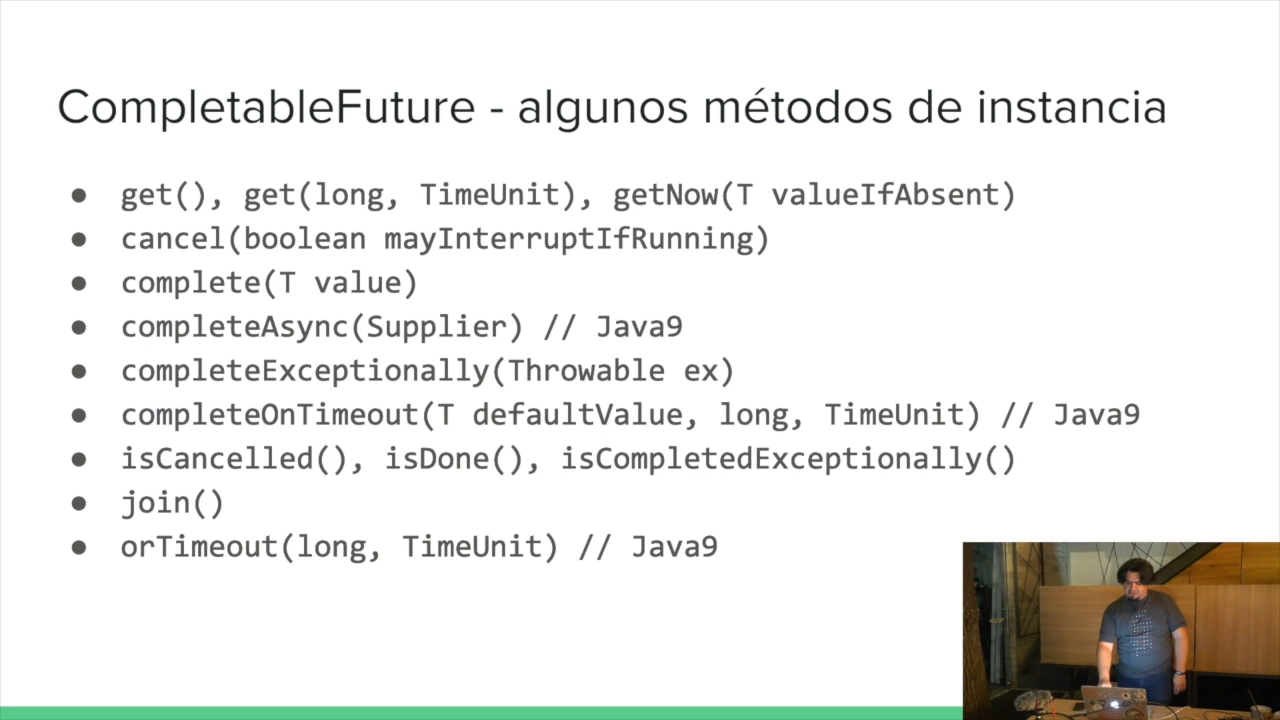 CompletableFuture - algunos métodos de instancia
● get(), get(long, TimeUnit), getNow(T valueIfAbsent)
● cancel(boolean mayInterruptIfRunning)
● complete(T value)
● completeAsync(Supplier) // Java9
● completeExceptionally(Throwable ex)
● completeOnTimeout(T defaultValue, long, TimeUnit) // Java9
● isCancelled(), isDone(), isCompletedExceptionally()
● join()
● orTimeout(long, TimeUnit) // Java9